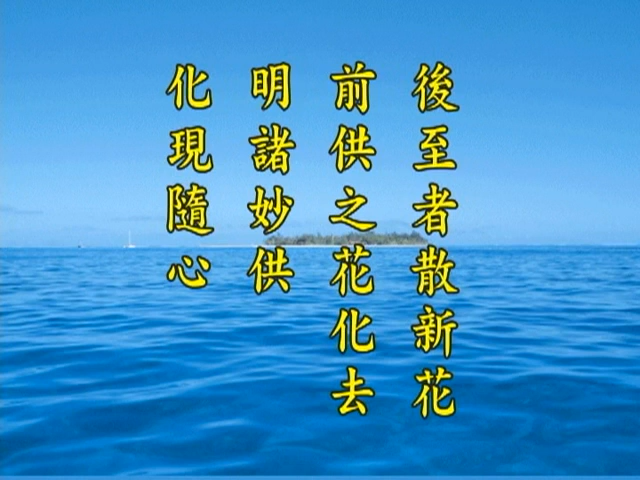 後至者散新花
前供之花化去
明諸妙供
化現隨心